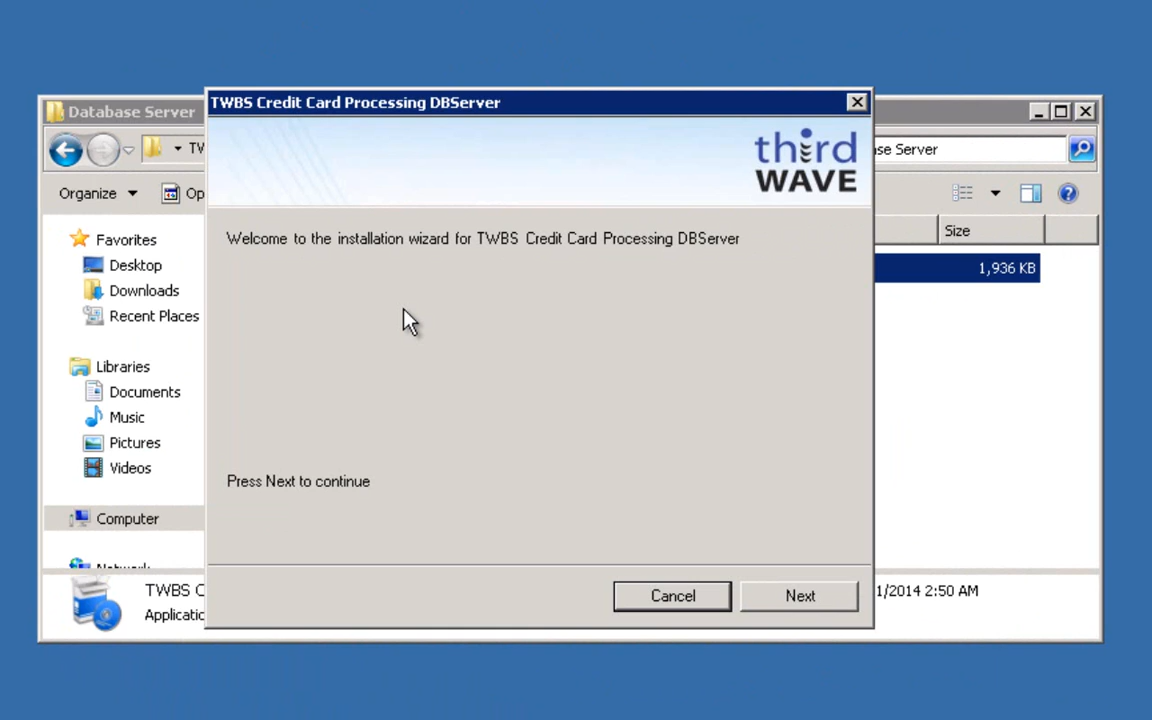 Database Server
TWBS Credit Card Processing DBServer
third
WAVE
Organize
Size
Welcome to the installation wizard for TWBS Credit Card Processing DBServer
Favorites
Desktop
1,936 KB
Downloads
Recent Places
Libraries
Documents
Music
Pictures
Videos
Press Next to continue
Computer
TWBS
Cancel
Next
1/2014 2:50 AM